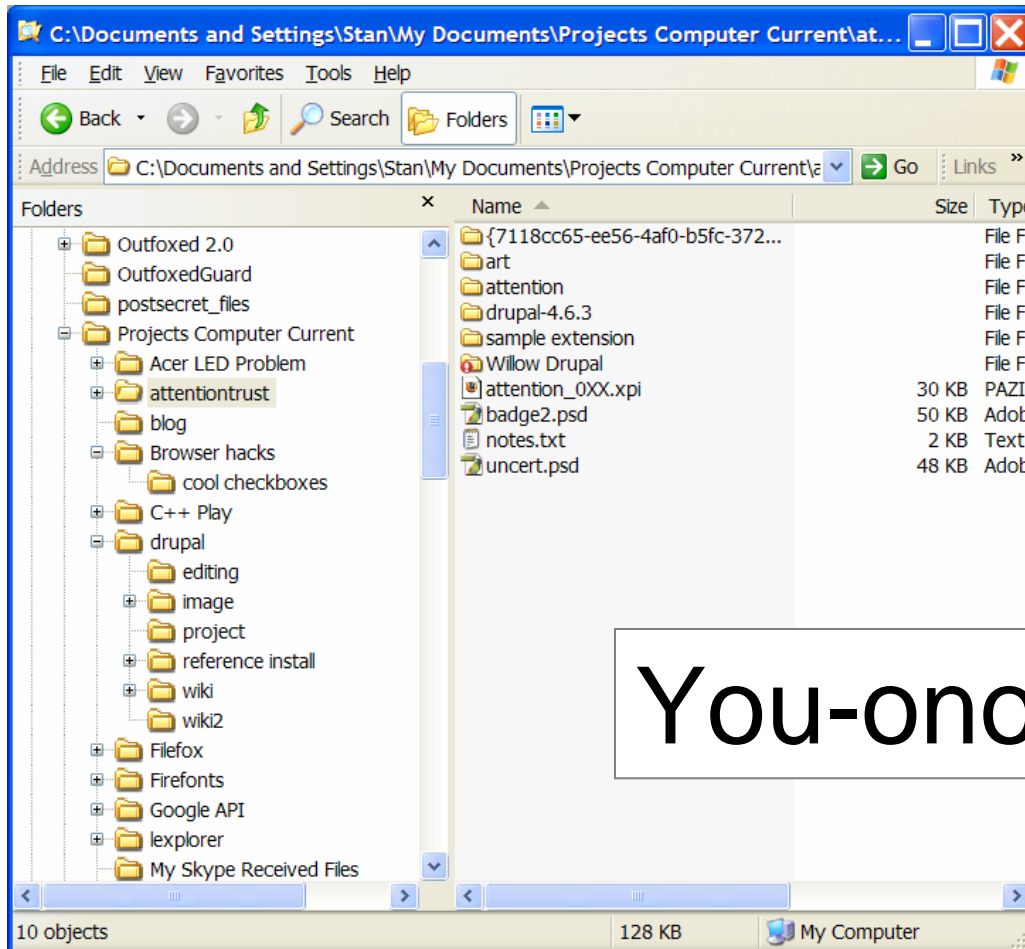 C:\Documents and Settings\Stan\My Documents\Projects Computer Current\at...
File Edit View Favorites Tools Help
Back Search Folders
Address C:\Documents and Settings\Stan\My Documents\Projects Computer Current\a Go Links »
Folders × Name Size Type
Outfoxed 2.0
OutfoxedGuard
postsecret_files
Projects Computer Current
Acer LED Problem
attentiontrust
blog
Browser hacks
cool checkboxes
C++ Play
drupal
editing
image
project
reference install
wiki
wiki2
Filefox
Firefonts
Google API
Iexplorer
My Skype Received Files
{7118cc65-ee56-4af0-b5fc-372... File F
art File F
attention File F
drupal-4.6.3 File F
sample extension File F
Willow Drupal File F
attention_0XX.xpi 30 KB PAZI
badge2.psd 50 KB Adob
notes.txt 2 KB Text
uncert.psd 48 KB Adob
You-ono
10 objects 128 KB My Computer